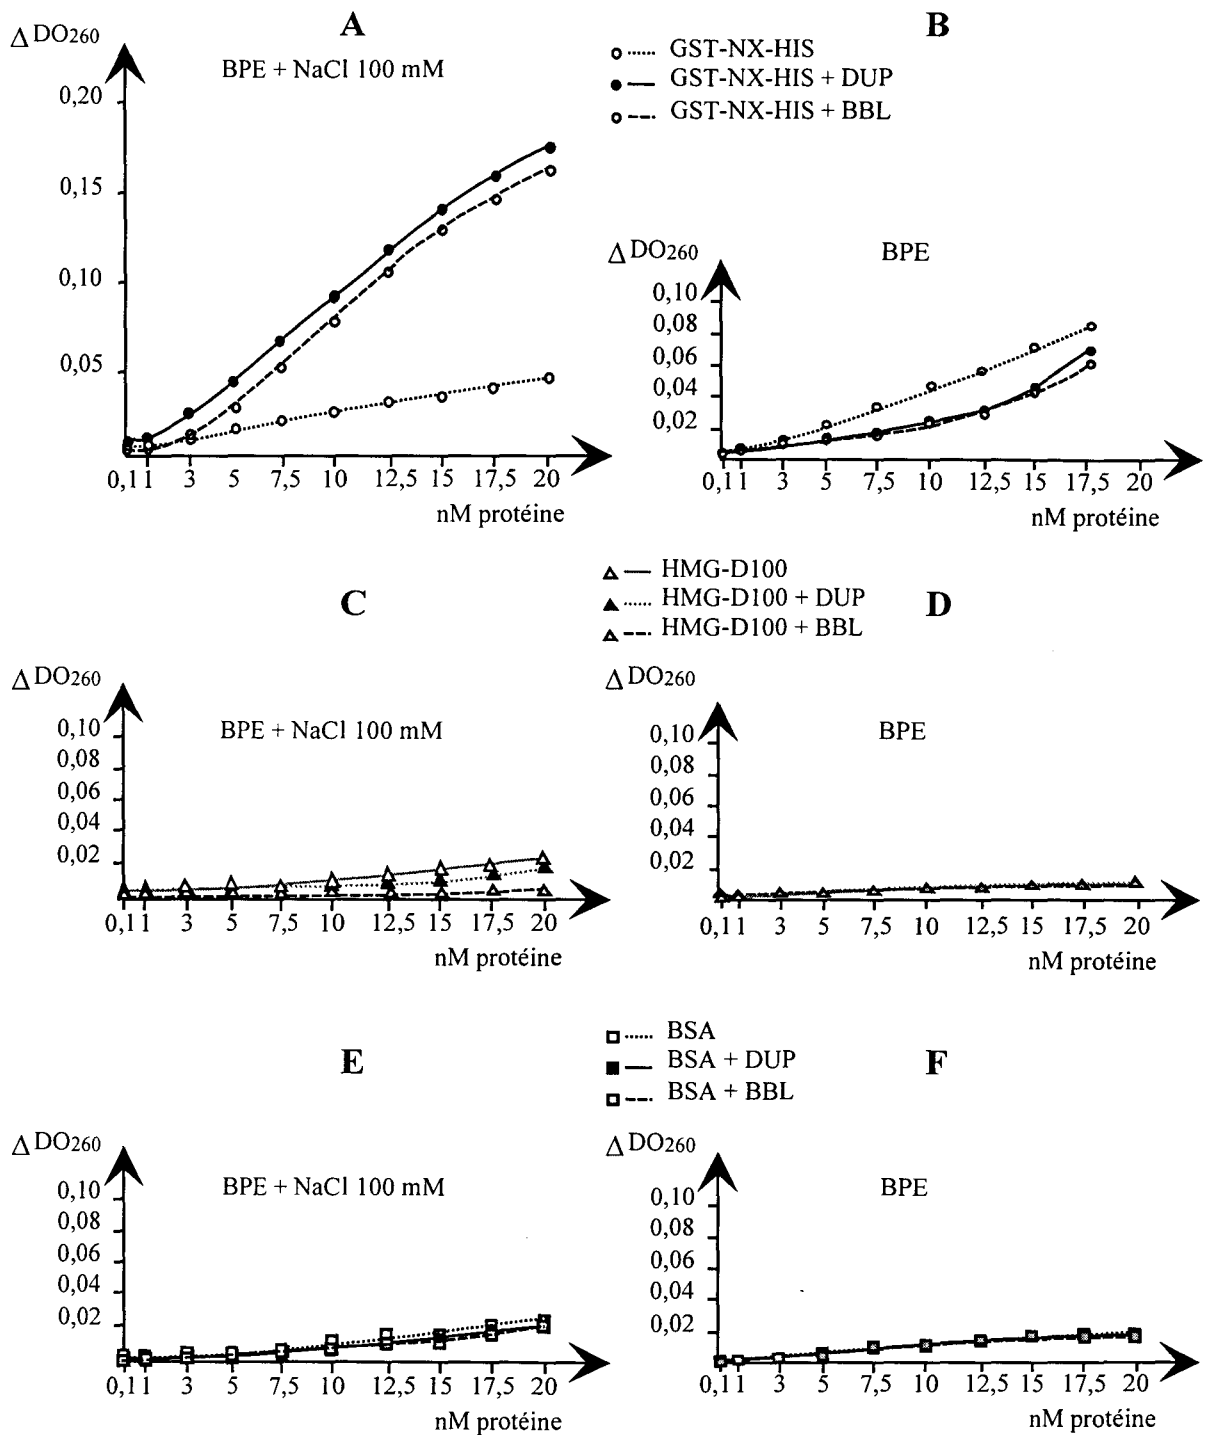 A
Δ DO260
BPE + NaCl 100 mM
0,20
0,15
0,10
0,05
0,1 1 3 5 7,5 10 12,5 15 17,5 20
nM protéine
B
GST-NX-HIS
GST-NX-HIS + DUP
GST-NX-HIS + BBL
Δ DO260
BPE
0,10
0,08
0,06
0,04
0,02
0,1 1 3 5 7,5 10 12,5 15 17,5 20
nM protéine
HMG-D100
HMG-D100 + DUP
HMG-D100 + BBL
C
Δ DO260
BPE + NaCl 100 mM
0,10
0,08
0,06
0,04
0,02
0,1 1 3 5 7,5 10 12,5 15 17,5 20
nM protéine
D
Δ DO260
BPE
0,10
0,08
0,06
0,04
0,02
0,1 1 3 5 7,5 10 12,5 15 17,5 20
nM protéine
BSA
BSA + DUP
BSA + BBL
E
Δ DO260
BPE + NaCl 100 mM
0,10
0,08
0,06
0,04
0,02
0,1 1 3 5 7,5 10 12,5 15 17,5 20
nM protéine
F
Δ DO260
BPE
0,10
0,08
0,06
0,04
0,02
0,1 1 3 5 7,5 10 12,5 15 17,5 20
nM protéine